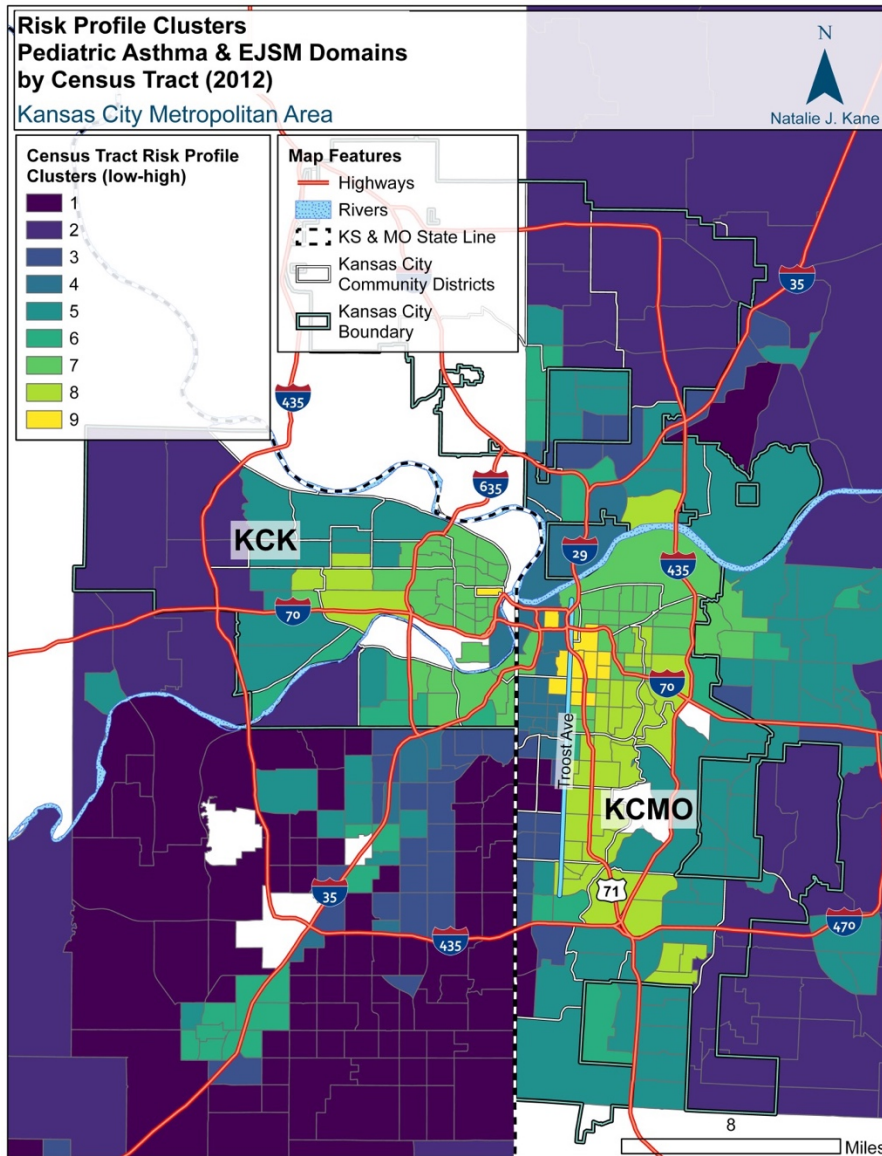 Risk Profile Clusters
Pediatric Asthma & EJSM Domains
by Census Tract (2012)
Kansas City Metropolitan Area
N
Natalie J. Kane
Census Tract Risk Profile
Clusters (low-high)
1
2
3
4
5
6
7
8
9
Map Features
Highways
Rivers
KS & MO State Line
Kansas City
Community Districts
Kansas City
Boundary
35
435
635
KCK
29
435
70
70
Troost Ave
KCMO
71
35
435
470
8
Miles